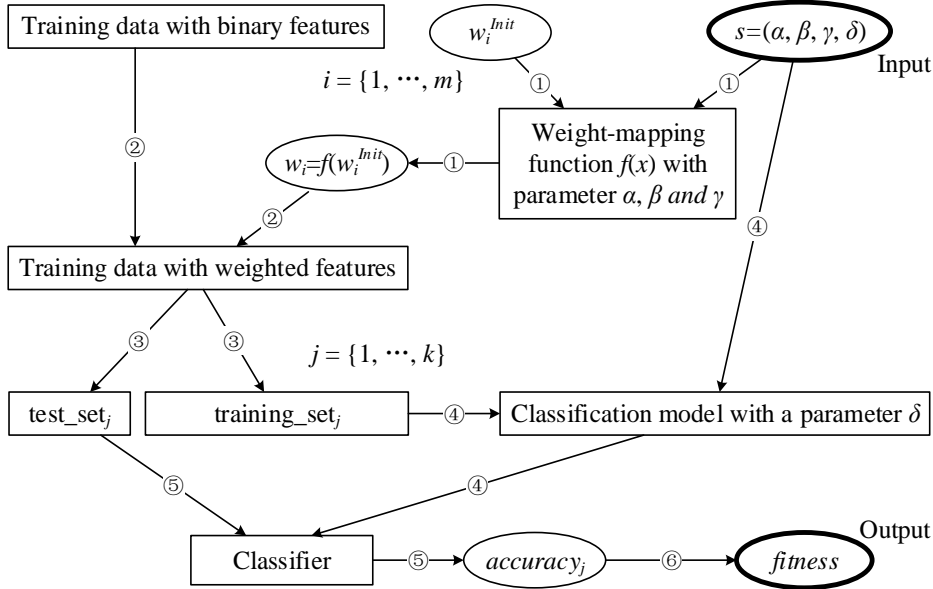 Training data with binary features
w_i^Init
s=(α, β, γ, δ)
Input
i = {1, ···, m}
①
①
Weight-mapping
function f(x) with
parameter α, β and γ
②
w_i=f(w_i^Init)
①
②
④
Training data with weighted features
③
③
j = {1, ···, k}
test_set_j
training_set_j
④
Classification model with a parameter δ
⑤
④
Output
Classifier
⑤
accuracy_j
⑥
fitness